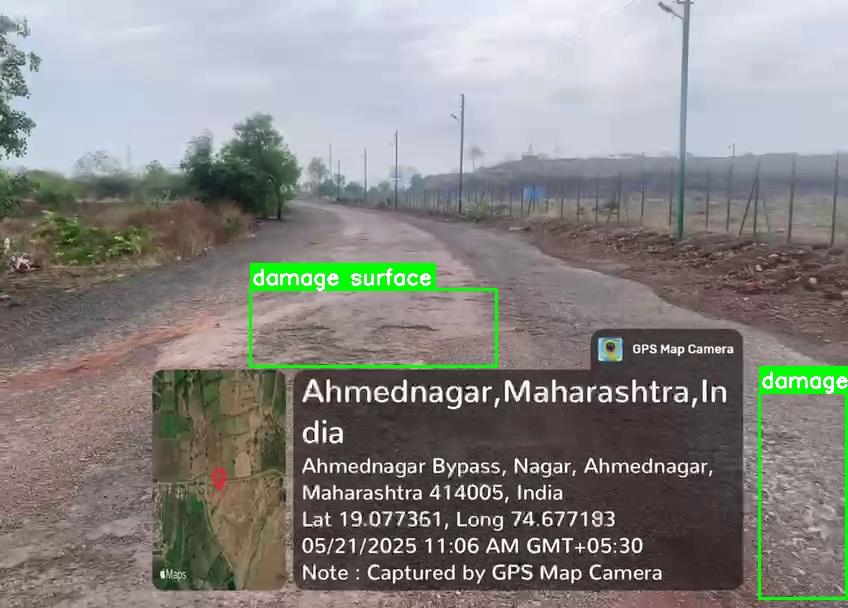 damage surface
GPS Map Camera
damage
Ahmednagar,Maharashtra,In
dia
Ahmednagar Bypass, Nagar, Ahmednagar,
Maharashtra 414005, India
Lat 19.077361, Long 74.677183
05/21/2025 11:06 AM GMT+05:30
Note : Captured by GPS Map Camera
Maps